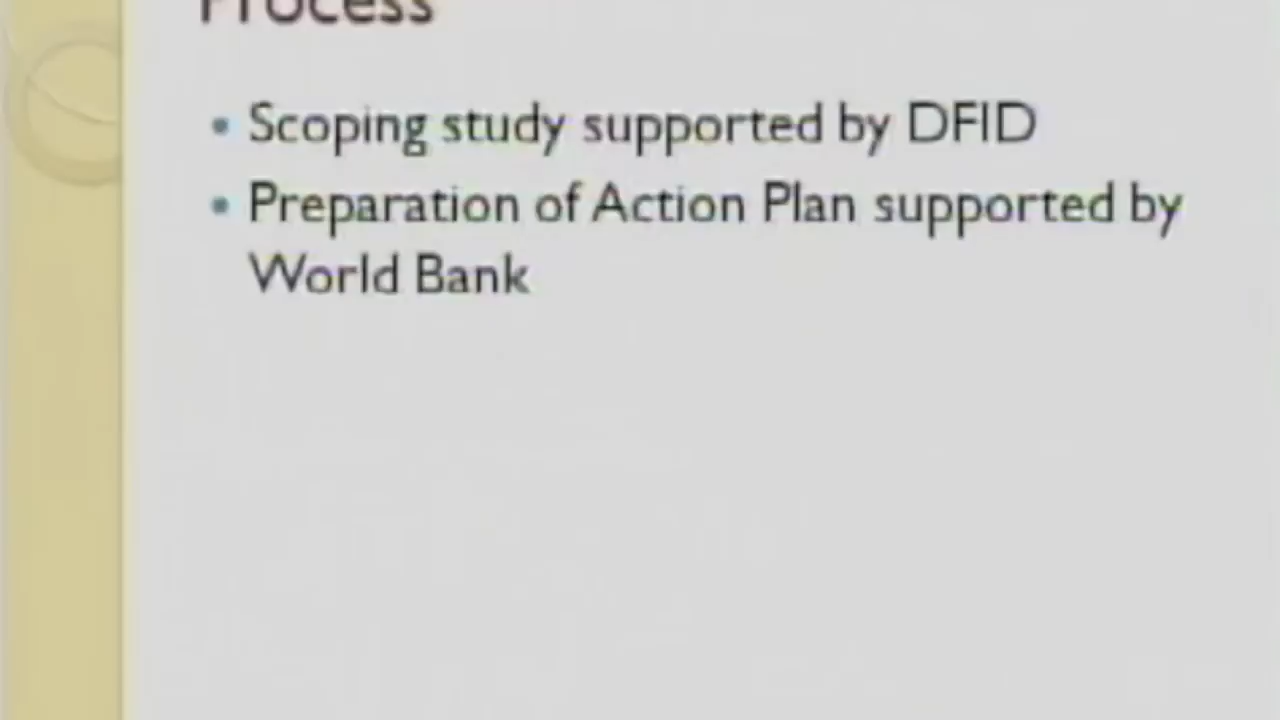 Process
• Scoping study supported by DFID
• Preparation of Action Plan supported by
World Bank